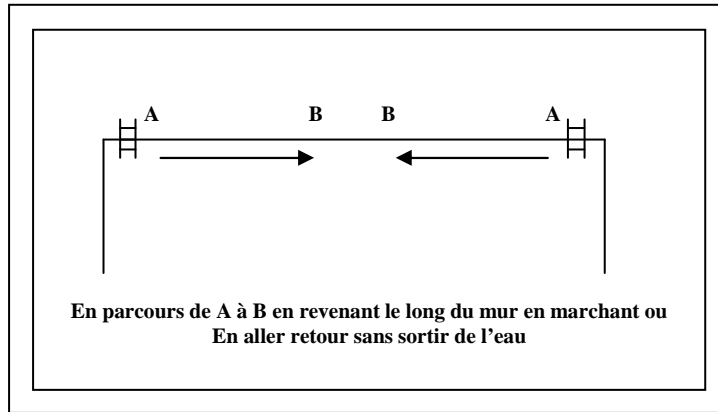 A B B A
En parcours de A à B en revenant le long du mur en marchant ou
En aller retour sans sortir de l'eau